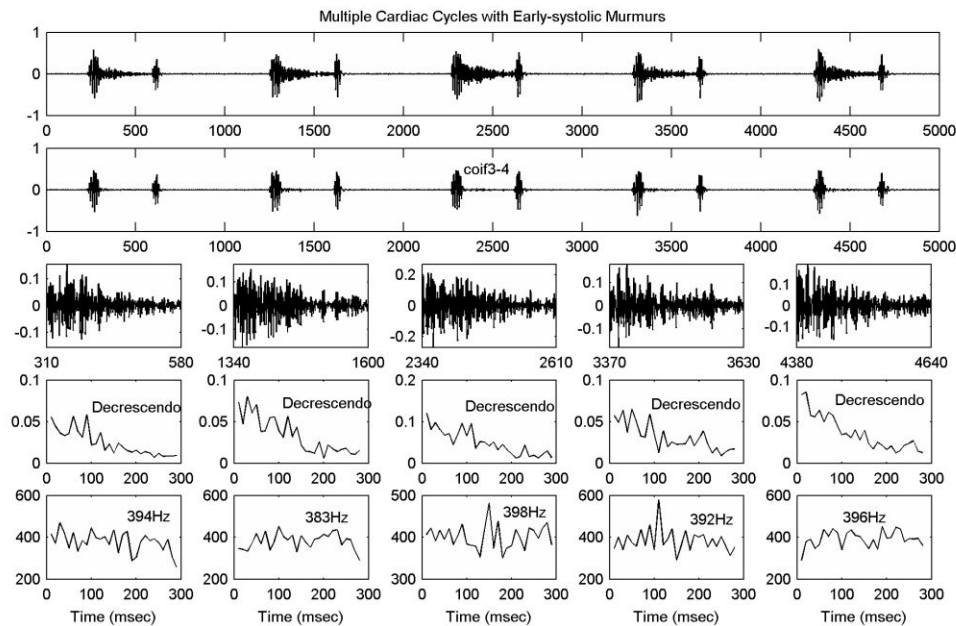 Multiple Cardiac Cycles with Early-systolic Murmurs
1
0
-1
0 500 1000 1500 2000 2500 3000 3500 4000 4500 5000
1
0
-1
coif3-4
0 500 1000 1500 2000 2500 3000 3500 4000 4500 5000
0.1
0
-0.1
310 580
0.1
0
-0.1
1340 1600
0.2
0
-0.2
2340 2610
0.1
0
-0.1
3370 3630
0.1
0
-0.1
4380 4640
0.1
0.05
0
Decrescendo
0 100 200 300
0.1
0.05
0
Decrescendo
0 100 200 300
0.2
0.1
0
Decrescendo
0 100 200 300
0.1
0.05
0
Decrescendo
0 100 200 300
0.1
0.05
0
Decrescendo
0 100 200 300
600
400
200
394Hz
0 100 200 300
Time (msec)
600
400
200
383Hz
0 100 200 300
Time (msec)
500
400
300
398Hz
0 100 200 300
Time (msec)
600
400
200
392Hz
0 100 200 300
Time (msec)
600
400
200
396Hz
0 100 200 300
Time (msec)